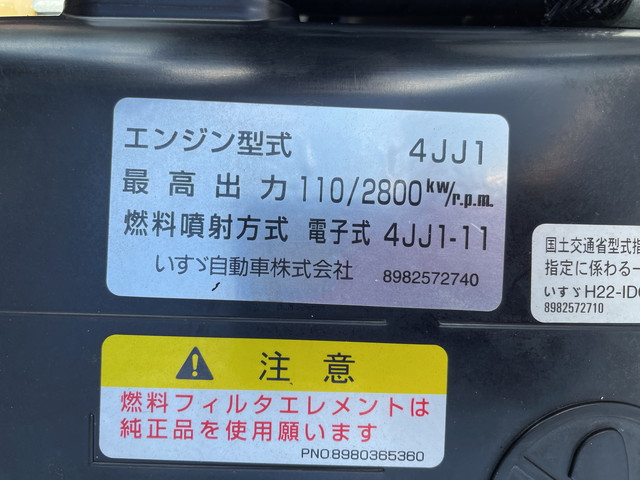 エンジン型式 4JJ1
最高出力 110/2800 kw/r.p.m.
燃料噴射方式 電子式 4JJ1-11
いすゞ自動車株式会社 8982572740
国土交通省型式指
指定に係わる一
いすゞH22-ID
8982572710
注意
燃料フィルタエレメントは
純正品を使用願います
PNO.8980365360